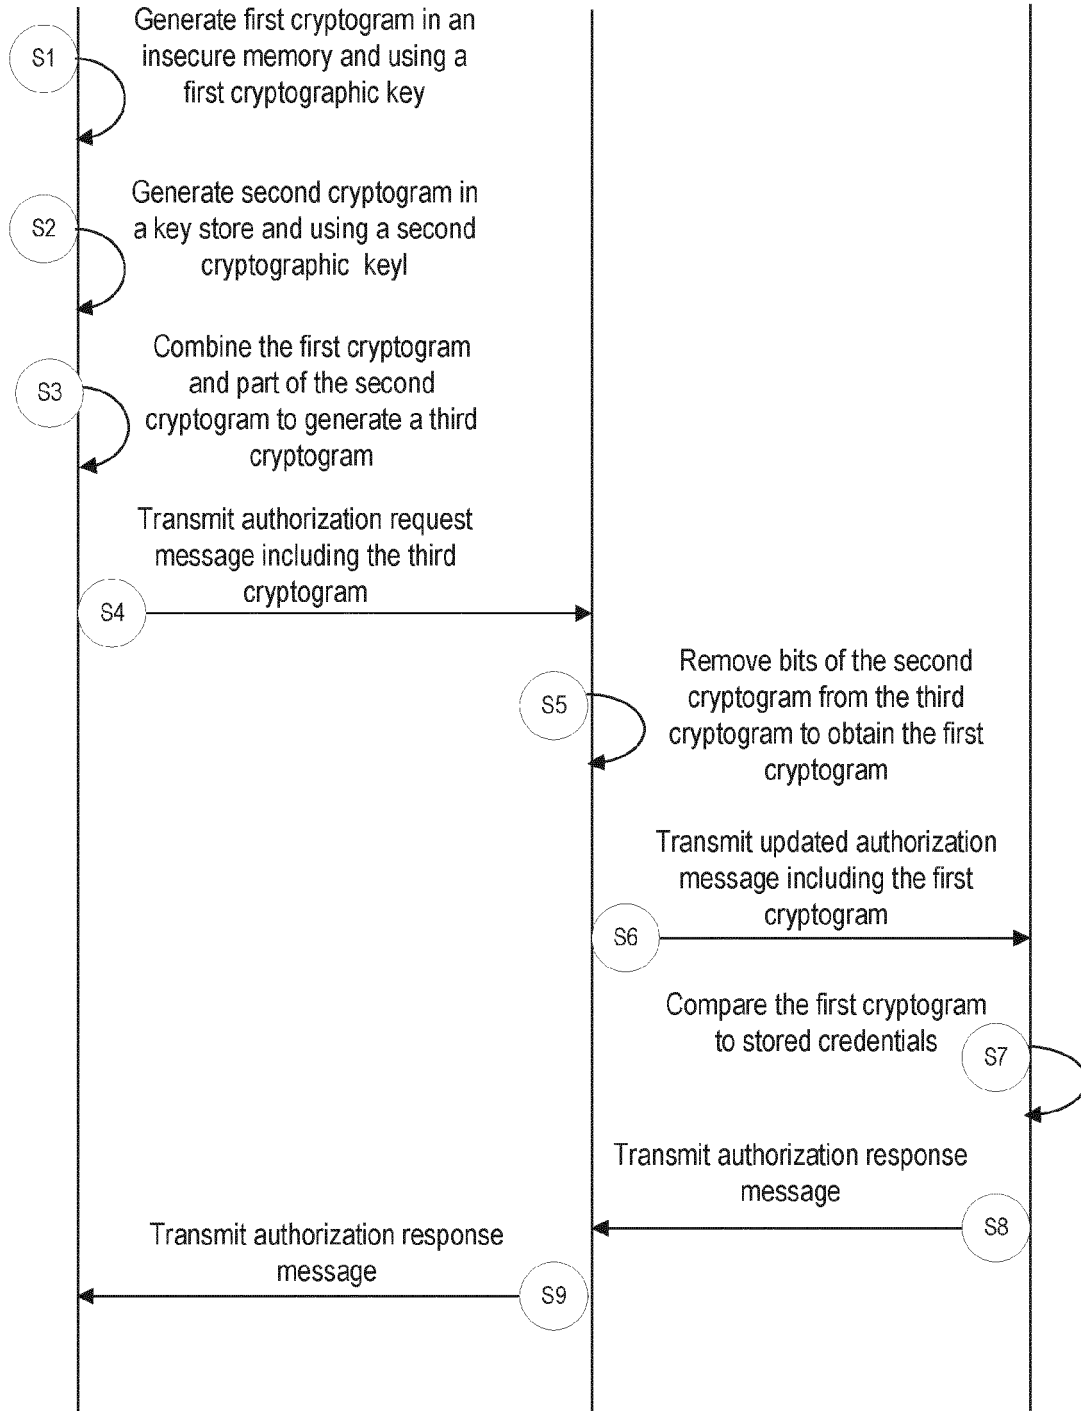 Generate first cryptogram in an
insecure memory and using a
first cryptographic key
S1
Generate second cryptogram in
a key store and using a second
cryptographic keyl
S2
Combine the first cryptogram
and part of the second
cryptogram to generate a third
cryptogram
S3
Transmit authorization request
message including the third
cryptogram
S4
Remove bits of the second
cryptogram from the third
cryptogram to obtain the first
cryptogram
S5
Transmit updated authorization
message including the first
cryptogram
S6
Compare the first cryptogram
to stored credentials
S7
Transmit authorization response
message
S8
Transmit authorization response
message
S9